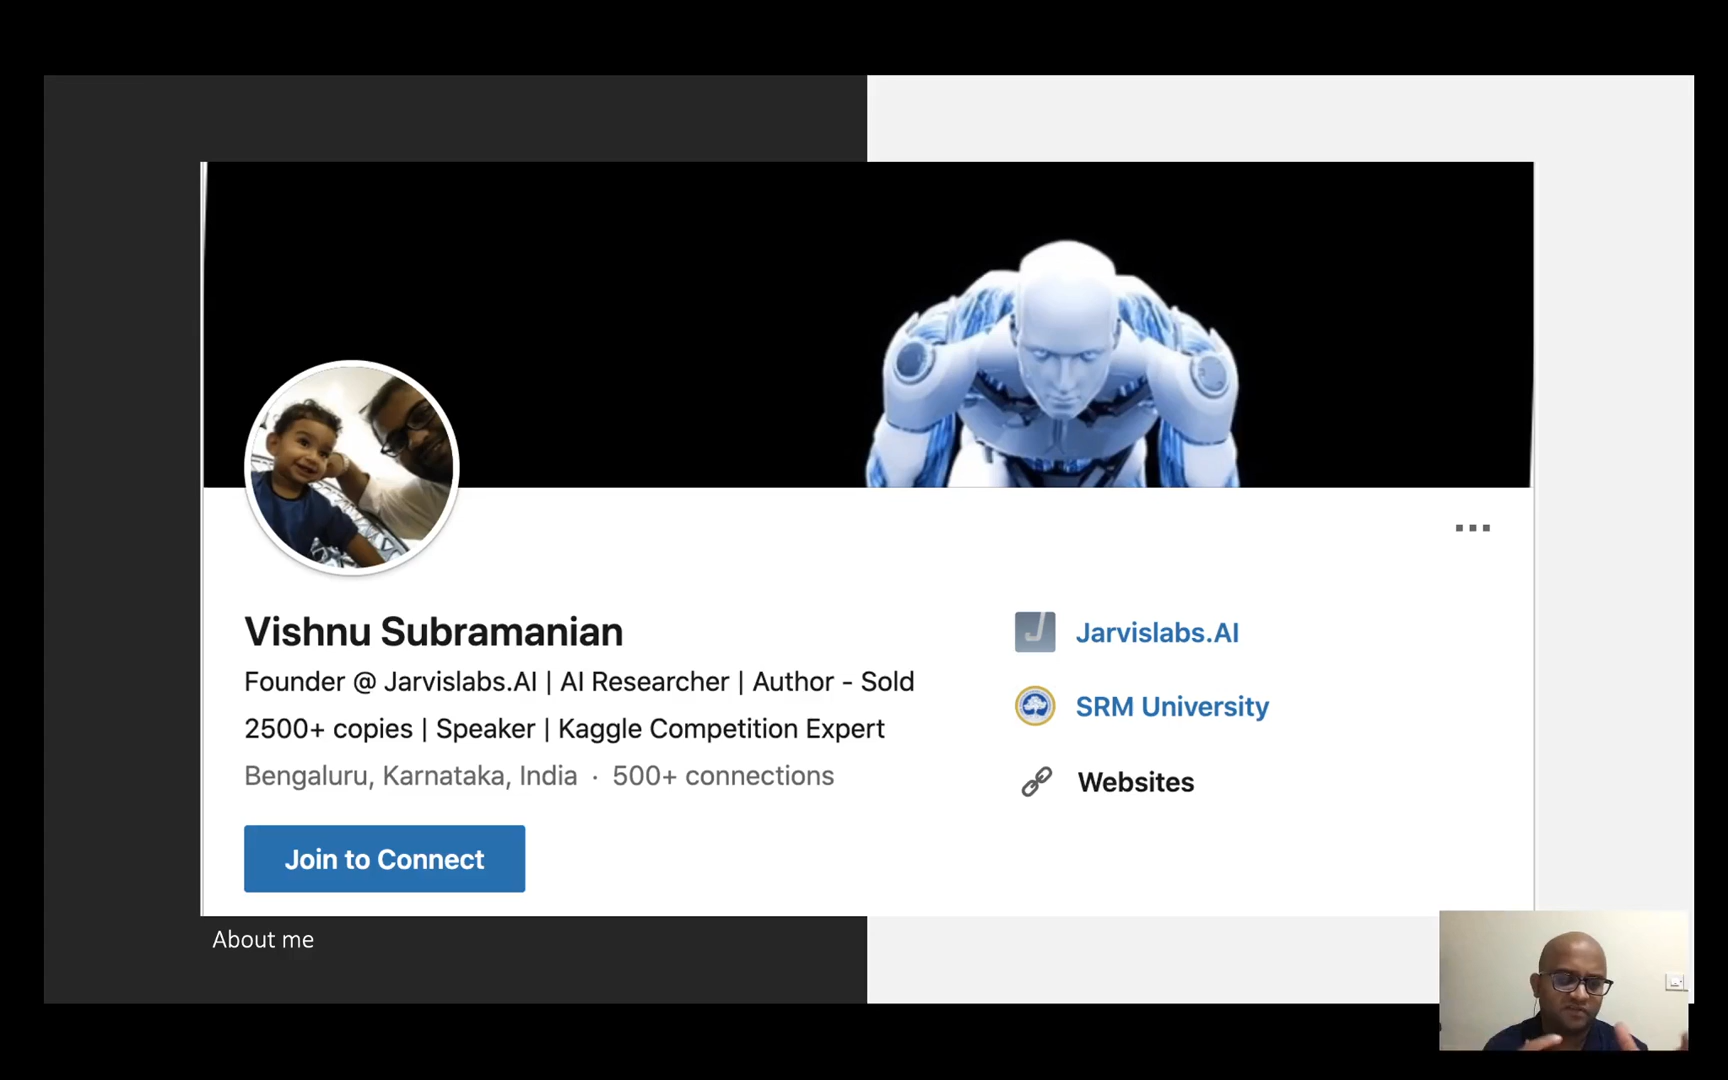 Vishnu Subramanian
Founder @ Jarvislabs.AI | AI Researcher | Author - Sold
2500+ copies | Speaker | Kaggle Competition Expert
Bengaluru, Karnataka, India · 500+ connections
Join to Connect
J
Jarvislabs.AI
SRM University
Websites
About me